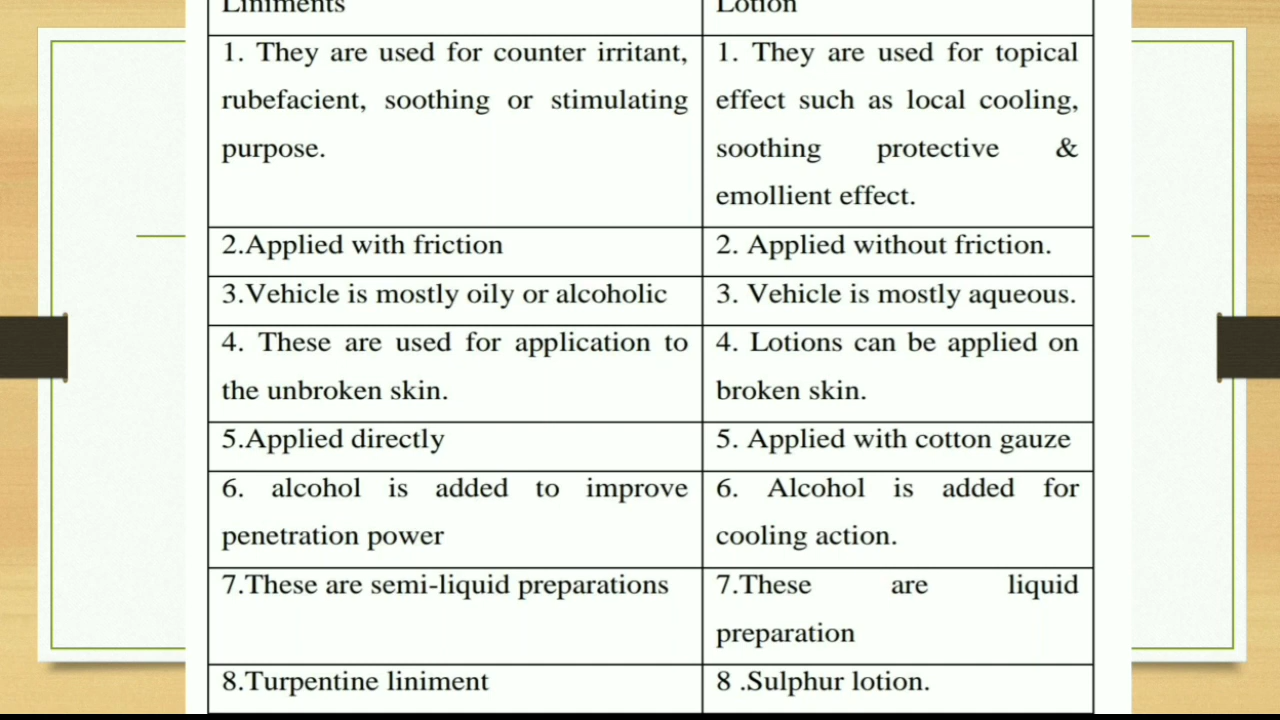 Liniments
Lotion
1. They are used for counter irritant,
rubefacient, soothing or stimulating
purpose.
1. They are used for topical
effect such as local cooling,
soothing protective &
emollient effect.
2.Applied with friction
2. Applied without friction.
3.Vehicle is mostly oily or alcoholic
3. Vehicle is mostly aqueous.
4. These are used for application to
the unbroken skin.
4. Lotions can be applied on
broken skin.
5.Applied directly
5. Applied with cotton gauze
6. alcohol is added to improve
penetration power
6. Alcohol is added for
cooling action.
7.These are semi-liquid preparations
7.These are liquid
preparation
8.Turpentine liniment
8 .Sulphur lotion.